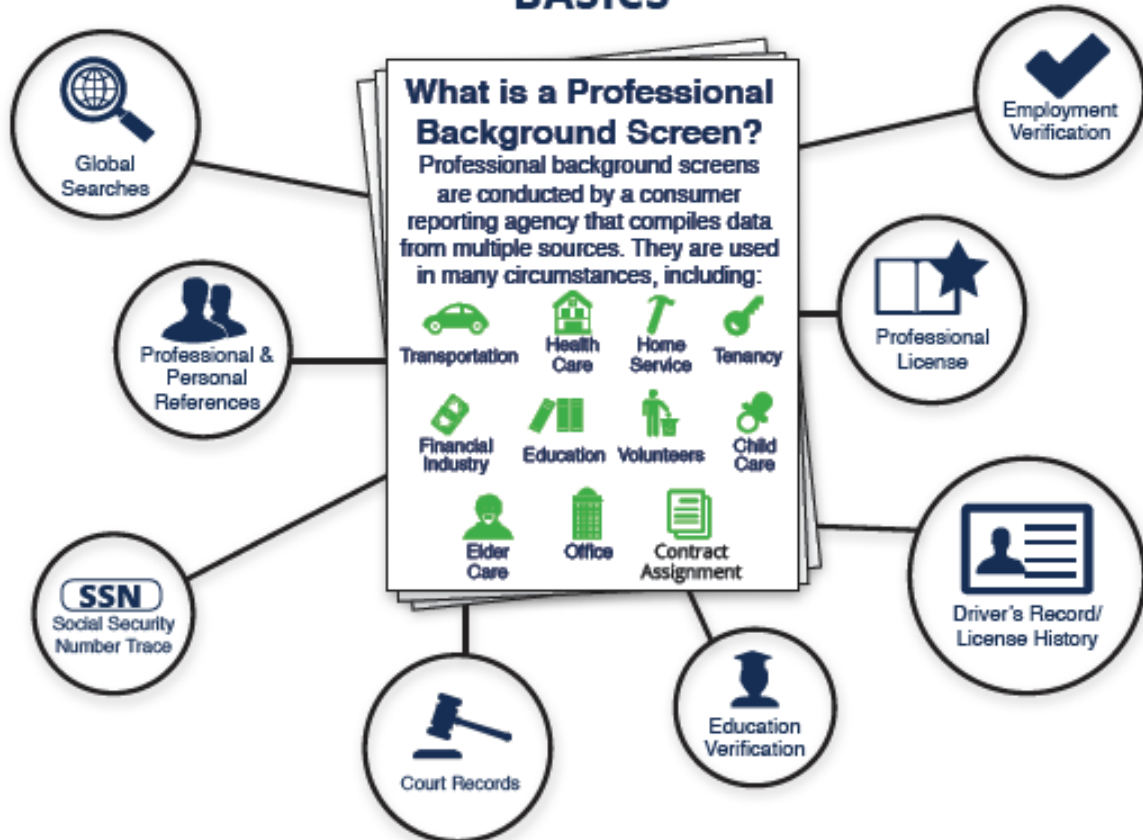 BASICS
What is a Professional
Background Screen?
Professional background screens
are conducted by a consumer
reporting agency that compiles data
from multiple sources. They are used
in many circumstances, including:
Transportation
Health
Care
Home
Service
Tenancy
Financial
Industry
Education
Volunteers
Child
Care
Elder
Care
Office
Contract
Assignment
Global
Searches
Professional &
Personal
References
SSN
Social Security
Number Trace
Court Records
Education
Verification
Driver's Record/
License History
Professional
License
Employment
Verification